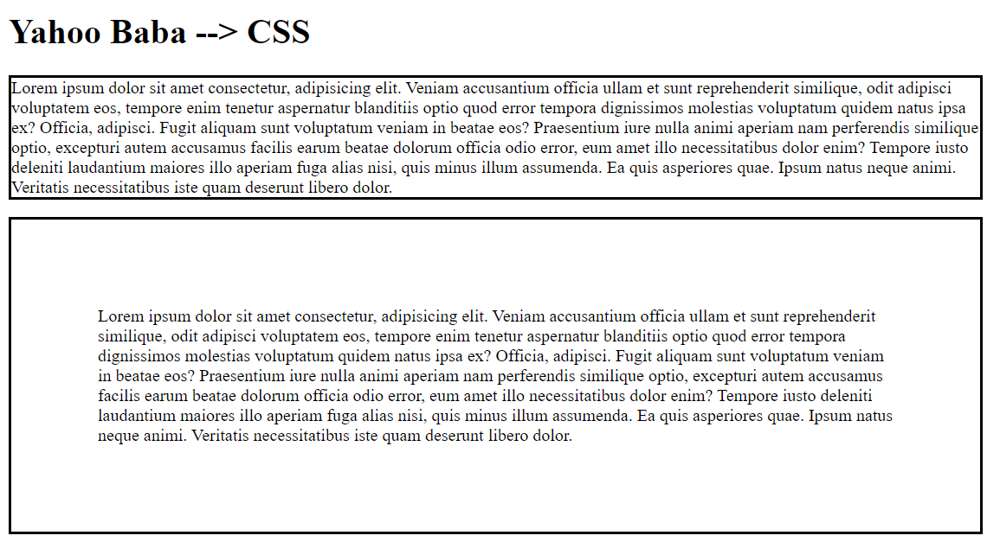 Yahoo Baba --> CSS
Lorem ipsum dolor sit amet consectetur, adipisicing elit. Veniam accusantium officia ullam et sunt reprehenderit similique, odit adipisci
voluptatem eos, tempore enim tenetur aspernatur blanditiis optio quod error tempora dignissimos molestias voluptatum quidem natus ipsa
ex? Officia, adipisci. Fugit aliquam sunt voluptatum veniam in beatae eos? Praesentium iure nulla animi aperiam nam perferendis similique
optio, excepturi autem accusamus facilis earum beatae dolorum officia odio error, eum amet illo necessitatibus dolor enim? Tempore iusto
deleniti laudantium maiores illo aperiam fuga alias nisi, quis minus illum assumenda. Ea quis asperiores quae. Ipsum natus neque animi.
Veritatis necessitatibus iste quam deserunt libero dolor.
Lorem ipsum dolor sit amet consectetur, adipisicing elit. Veniam accusantium officia ullam et sunt reprehenderit
similique, odit adipisci voluptatem eos, tempore enim tenetur aspernatur blanditiis optio quod error tempora
dignissimos molestias voluptatum quidem natus ipsa ex? Officia, adipisci. Fugit aliquam sunt voluptatum veniam
in beatae eos? Praesentium iure nulla animi aperiam nam perferendis similique optio, excepturi autem accusamus
facilis earum beatae dolorum officia odio error, eum amet illo necessitatibus dolor enim? Tempore iusto deleniti
laudantium maiores illo aperiam fuga alias nisi, quis minus illum assumenda. Ea quis asperiores quae. Ipsum natus
neque animi. Veritatis necessitatibus iste quam deserunt libero dolor.